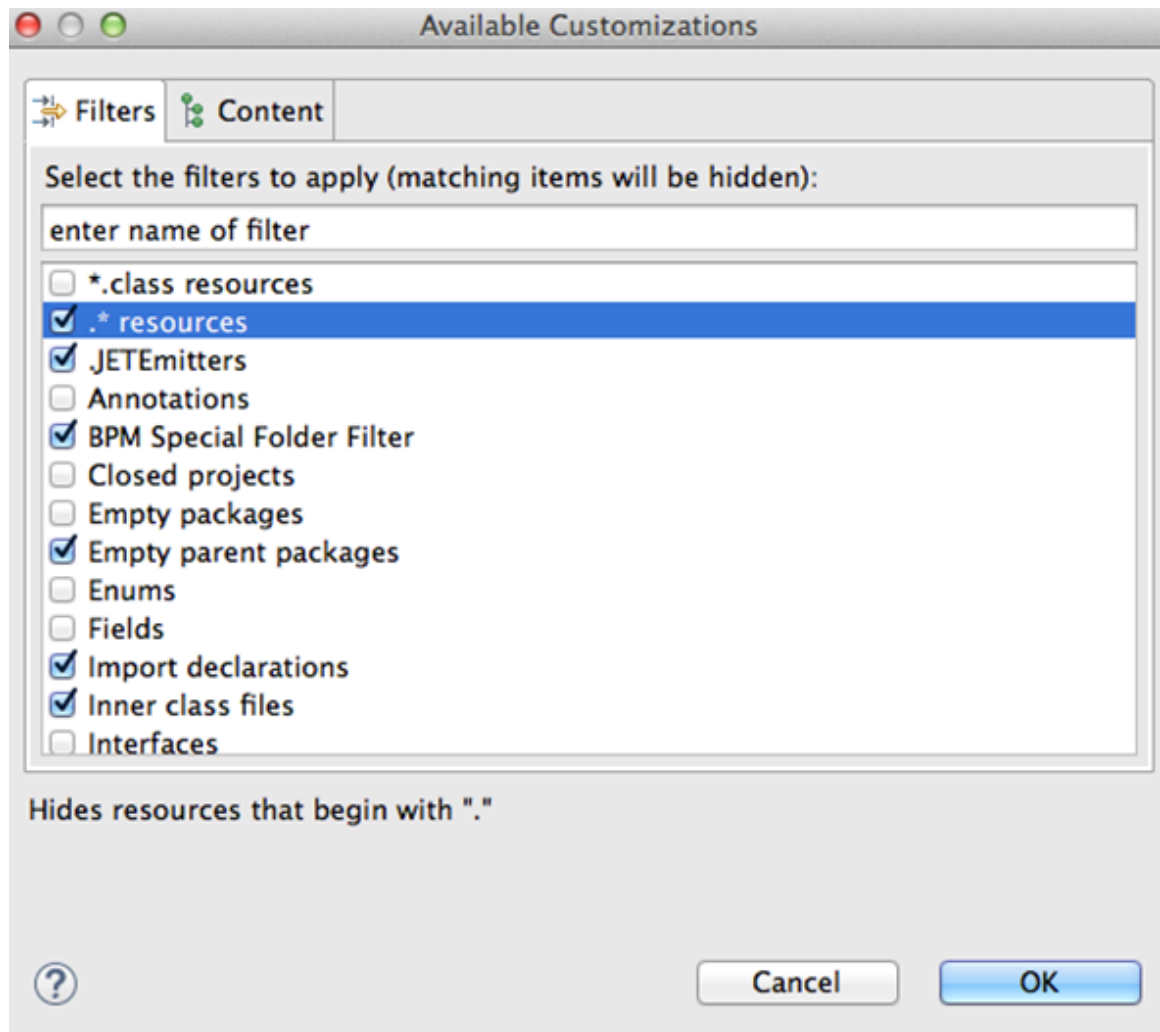 Available Customizations
Filters Content
Select the filters to apply (matching items will be hidden):
enter name of filter
*.class resources
.* resources
.JETEmitters
Annotations
BPM Special Folder Filter
Closed projects
Empty packages
Empty parent packages
Enums
Fields
Import declarations
Inner class files
Interfaces
Hides resources that begin with "."
? Cancel OK